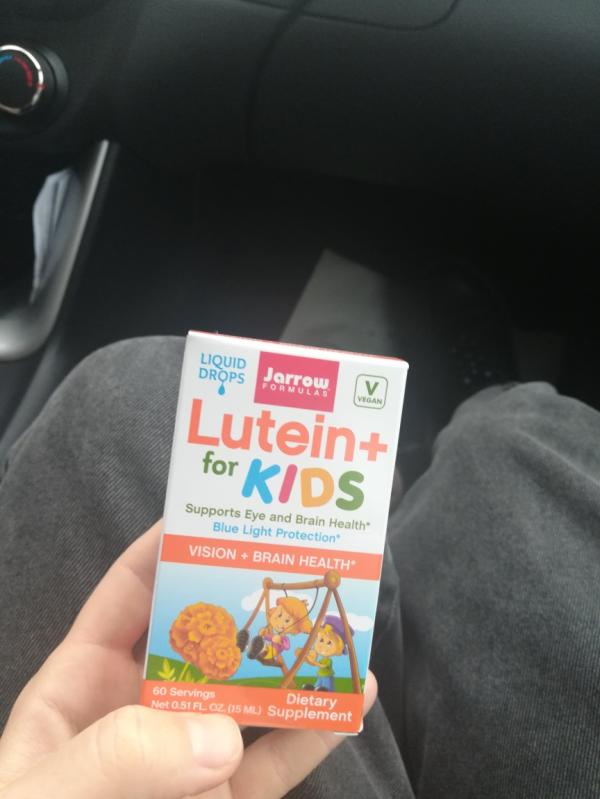 LIQUID
DROPS
Jarrow
FORMULAS
V
VEGAN
Lutein+
for KIDS
Supports Eye and Brain Health*
Blue Light Protection*
VISION + BRAIN HEALTH*
60 Servings
Net 0.51 FL. OZ. (15 ML)
Dietary
Supplement